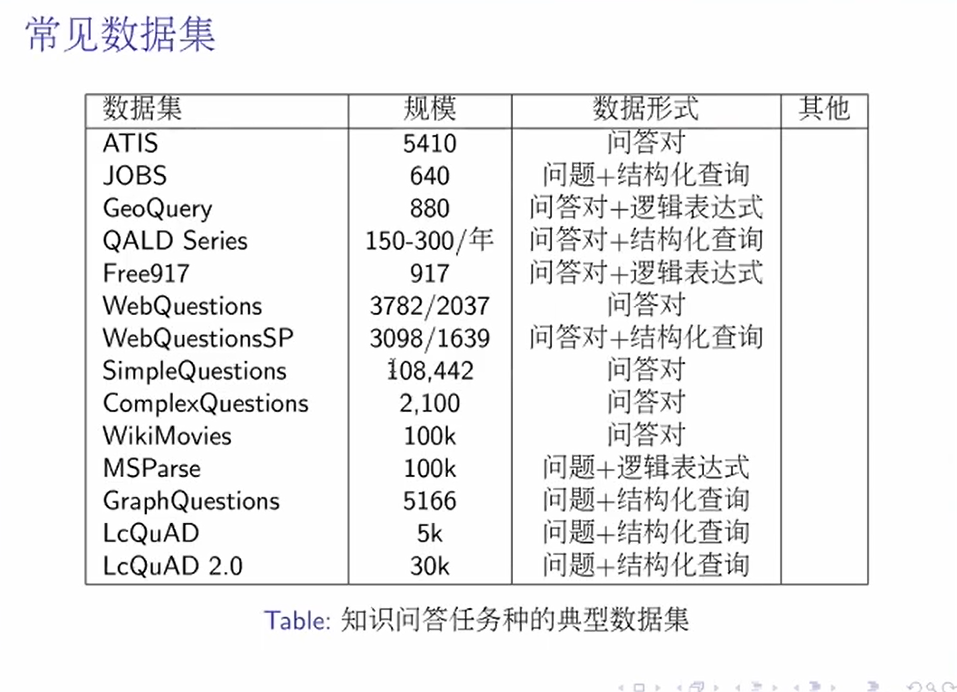 常见数据集
数据集 规模 数据形式 其他
ATIS 5410 问答对
JOBS 640 问题+结构化查询
GeoQuery 880 问答对+逻辑表达式
QALD Series 150-300/年 问答对+结构化查询
Free917 917 问答对+逻辑表达式
WebQuestions 3782/2037 问答对
WebQuestionsSP 3098/1639 问答对+结构化查询
SimpleQuestions 108,442 问答对
ComplexQuestions 2,100 问答对
WikiMovies 100k 问答对
MSParse 100k 问题+逻辑表达式
GraphQuestions 5166 问题+结构化查询
LcQuAD 5k 问题+结构化查询
LcQuAD 2.0 30k 问题+结构化查询
Table: 知识问答任务种的典型数据集